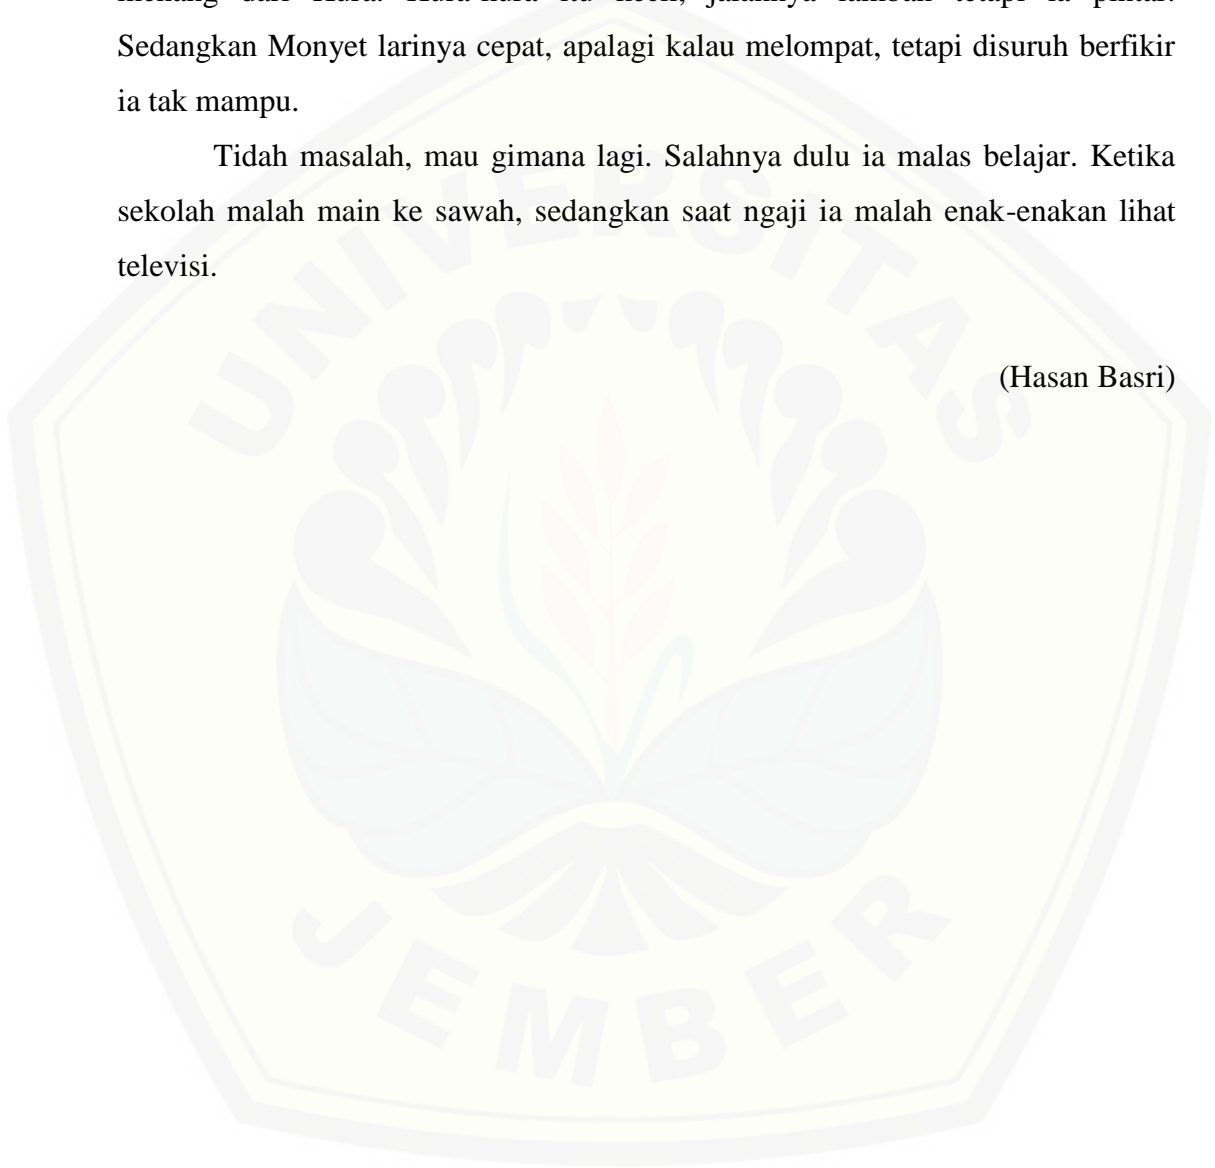 Sedangkan Monyet larinya cepat, apalagi kalau melompat, tetapi disuruh berfikir
ia tak mampu.
Tidah masalah, mau gimana lagi. Salahnya dulu ia malas belajar. Ketika
sekolah malah main ke sawah, sedangkan saat ngaji ia malah enak-enakan lihat
televisi.
(Hasan Basri)
UNIVERSITAS
JEMBER